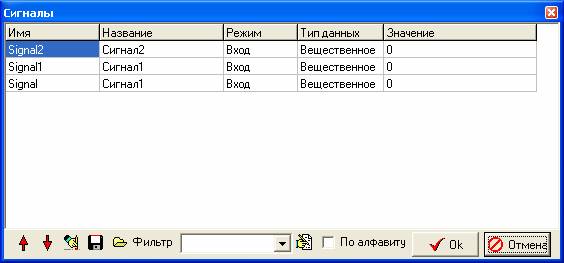 Сигналы
Имя Название Режим Тип данных Значение
Signal2 Сигнал2 Вход Вещественное 0
Signal1 Сигнал1 Вход Вещественное 0
Signal Сигнал1 Вход Вещественное 0
Фильтр По алфавиту Ok Отмена